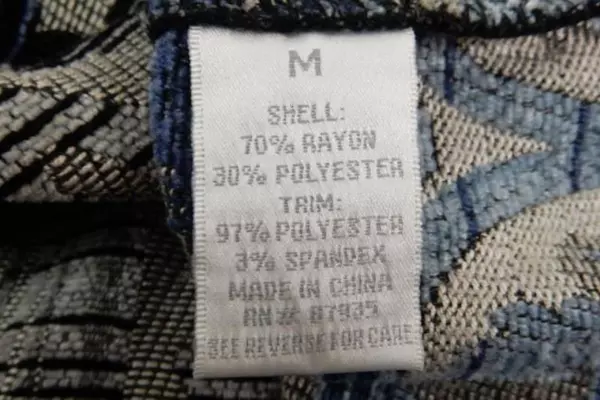 M
SHELL:
70% RAYON
30% POLYESTER
TRIM:
97% POLYESTER
3% SPANDEX
MADE IN CHINA
RN# 87935
SEE REVERSE FOR CARE